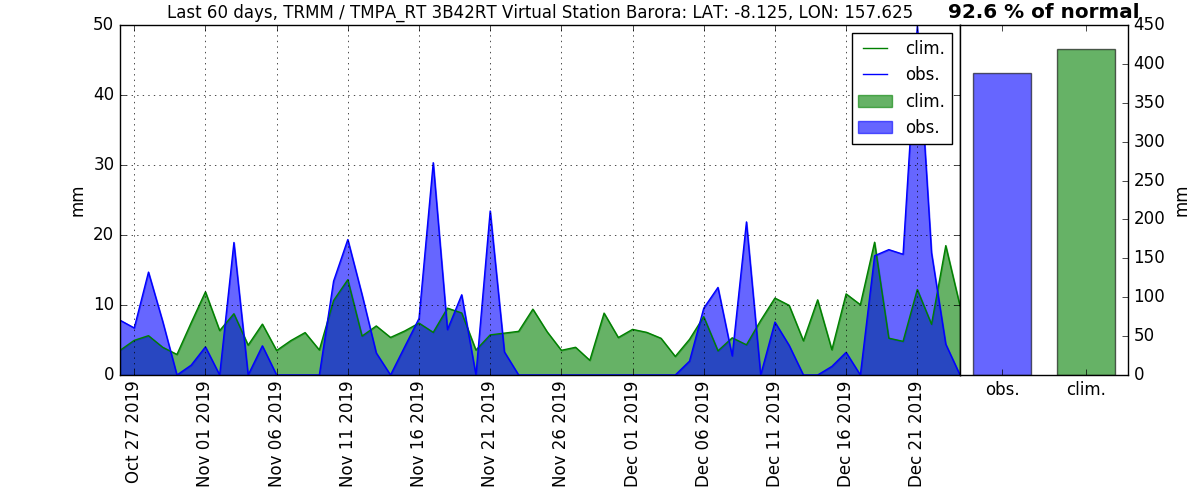 Last 60 days, TRMM / TMPA_RT 3B42RT Virtual Station Barora: LAT: -8.125, LON: 157.625
92.6 % of normal
50
40
30
20
10
0
mm
clim.
obs.
clim.
obs.
450
400
350
300
250
200
150
100
50
0
mm
Oct 27 2019
Nov 01 2019
Nov 06 2019
Nov 11 2019
Nov 16 2019
Nov 21 2019
Nov 26 2019
Dec 01 2019
Dec 06 2019
Dec 11 2019
Dec 16 2019
Dec 21 2019
obs.
clim.